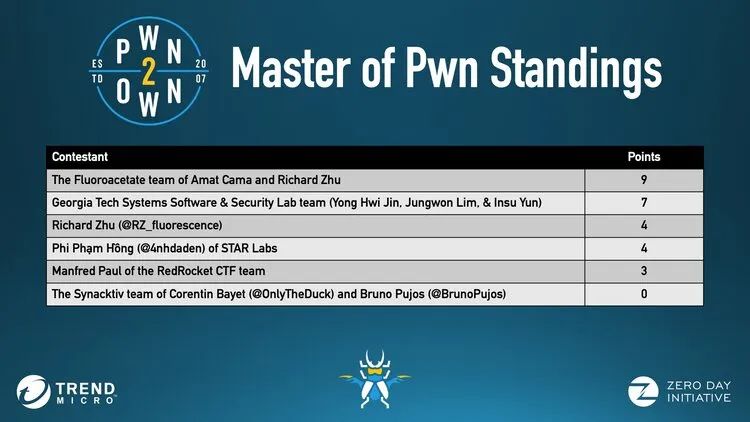 PWN
ES 2 20
TD 07
OWN
Master of Pwn Standings
Contestant Points
The Fluoroacetate team of Amat Cama and Richard Zhu 9
Georgia Tech Systems Software & Security Lab team (Yong Hwi Jin, Jungwon Lim, & Insu Yun) 7
Richard Zhu (@RZ_fluorescence) 4
Phi Phạm Hồng (@4nhdaden) of STAR Labs 4
Manfred Paul of the RedRocket CTF team 3
The Synacktiv team of Corentin Bayet (@OnlyTheDuck) and Bruno Pujos (@BrunoPujos) 0
TREND
MICRO™
ZERO DAY
INITIATIVE